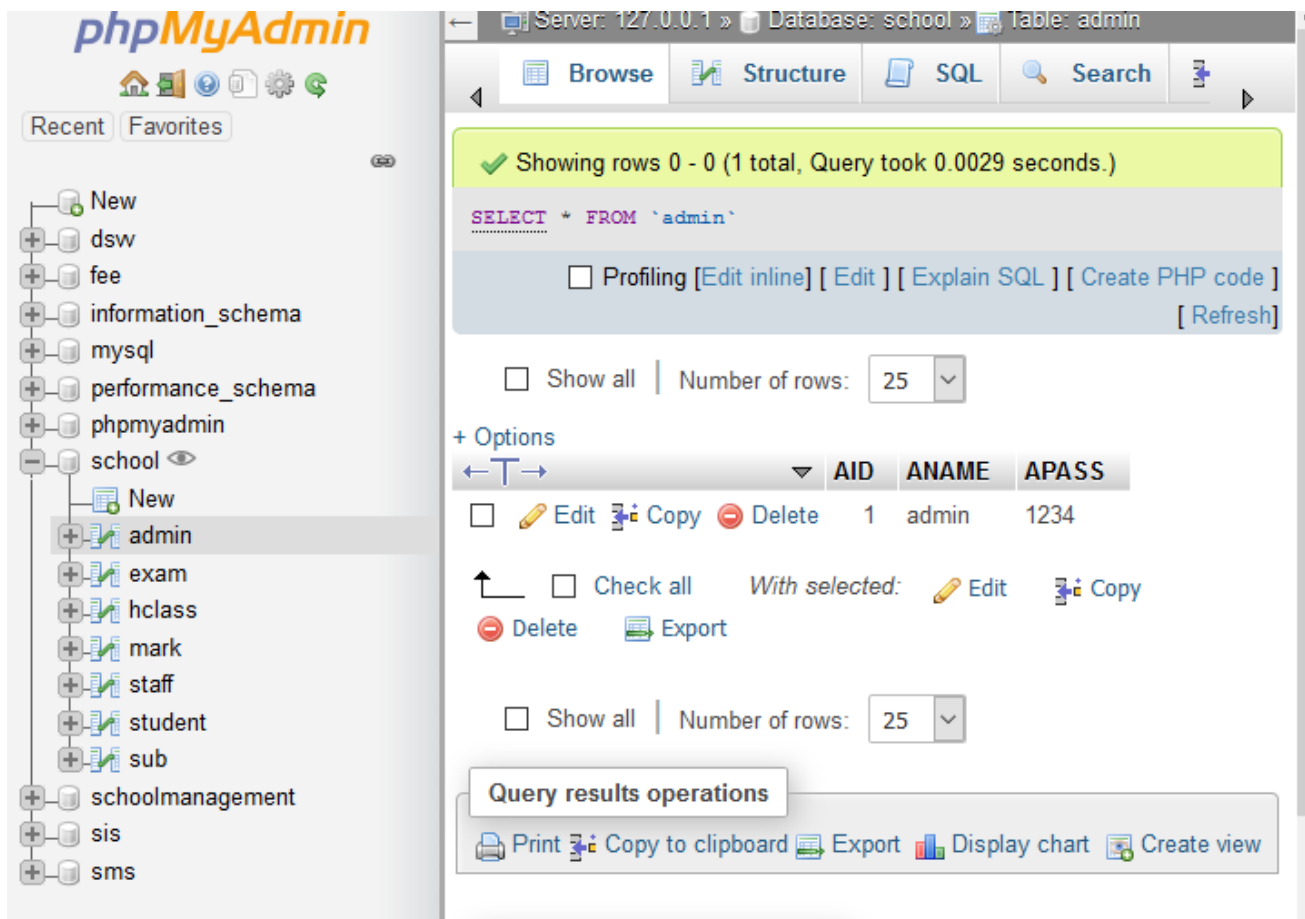 phpMyAdmin
Recent Favorites
New
dsw
fee
information_schema
mysql
performance_schema
phpmyadmin
school
New
admin
exam
hclass
mark
staff
student
sub
schoolmanagement
sis
sms
Server: 127.0.0.1 » Database: school » Table: admin
Browse Structure SQL Search
Showing rows 0 - 0 (1 total, Query took 0.0029 seconds.)
SELECT * FROM `admin`
Profiling [Edit inline] [ Edit ] [ Explain SQL ] [ Create PHP code ]
[ Refresh]
Show all | Number of rows: 25
+ Options
←T→ AID ANAME APASS
Edit Copy Delete 1 admin 1234
Check all With selected: Edit Copy
Delete Export
Show all | Number of rows: 25
Query results operations
Print Copy to clipboard Export Display chart Create view